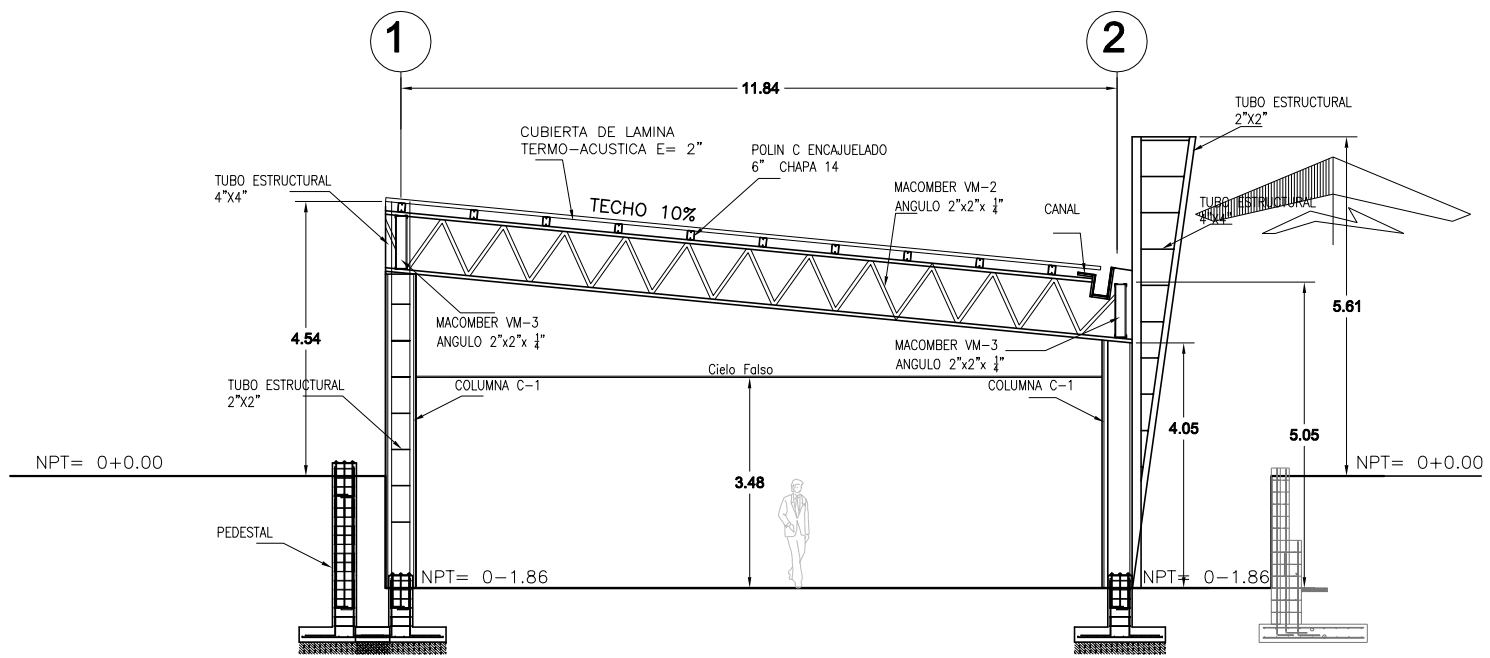 1
2
11.84
TUBO ESTRUCTURAL
2"X2"
CUBIERTA DE LAMINA
TERMO-ACUSTICA E= 2"
POLIN C ENCAJUELADO
6" CHAPA 14
TUBO ESTRUCTURAL
4"X4"
MACOMBER VM-2
ANGULO 2"x2"x 1/4"
TECHO 10%
CANAL
TUBO ESTRUCTURAL
4"X4"
5.61
MACOMBER VM-3
ANGULO 2"x2"x 1/4"
4.54
MACOMBER VM-3
ANGULO 2"x2"x 1/4"
Cielo Falso
TUBO ESTRUCTURAL
2"X2"
COLUMNA C-1
COLUMNA C-1
4.05
5.05
NPT= 0+0.00
NPT= 0+0.00
3.48
PEDESTAL
NPT= 0-1.86
NPT= 0-1.86